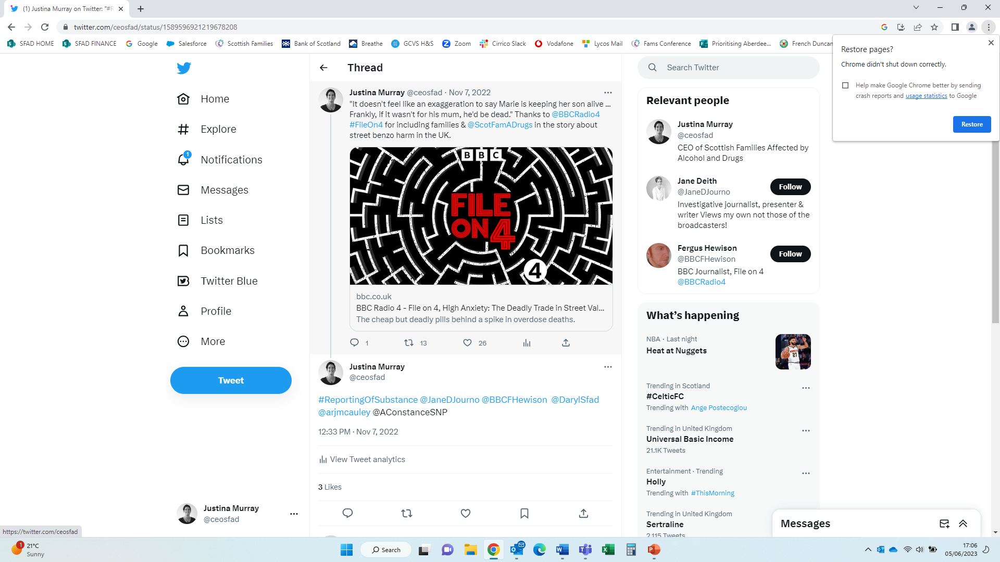 (1) Justina Murray on Twitter: "#R
twitter.com/ceosfad/status/1589596921219678208
SFAD HOME
SFAD FINANCE
Google
Salesforce
Scottish Families
Bank of Scotland
Breathe
GCVS H&S
Zoom
Cirrico Slack
Vodafone
Lycos Mail
Fams Conference
Prioritising Aberdee...
French Duncan
Restore pages?
Chrome didn't shut down correctly.
Help make Google Chrome better by sending
crash reports and usage statistics to Google
Restore
Home
Explore
1
Notifications
Messages
Lists
Bookmarks
Twitter Blue
Profile
More
Tweet
Justina Murray
@ceosfad
https://twitter.com/ceosfad
Thread
Justina Murray @ceosfad · Nov 7, 2022
"It doesn't feel like an exaggeration to say Marie is keeping her son alive ...
Frankly, if it wasn't for his mum, he'd be dead." Thanks to @BBCRadio4
#FileOn4 for including families & @ScotFamADrugs in the story about
street benzo harm in the UK.
BBC
FILE
ON 4
4
bbc.co.uk
BBC Radio 4 - File on 4, High Anxiety: The Deadly Trade in Street Val...
The cheap but deadly pills behind a spike in overdose deaths.
1
13
26
Justina Murray
@ceosfad
#ReportingOfSubstance @JaneDJourno @BBCFHewison @DarylSfad
@arjmcauley @AConstanceSNP
12:33 PM · Nov 7, 2022
View Tweet analytics
3 Likes
Search Twitter
Relevant people
Justina Murray
@ceosfad
CEO of Scottish Families Affected by
Alcohol and Drugs
Jane Deith
@JaneDJourno
Follow
Investigative journalist, presenter &
writer Views my own not those of the
broadcasters!
Fergus Hewison
@BBCFHewison
Follow
BBC Journalist, File on 4
@BBCRadio4
What's happening
NBA · Last night
Heat at Nuggets
27
Trending in Scotland
#CelticFC
Trending with Ange Postecoglou
Trending in United Kingdom
Universal Basic Income
21.1K Tweets
Entertainment · Trending
Holly
Trending with #ThisMorning
Trending in United Kingdom
Sertraline
2,115 Tweets
Messages
1
21°C
Sunny
Search
17:06
05/06/2023